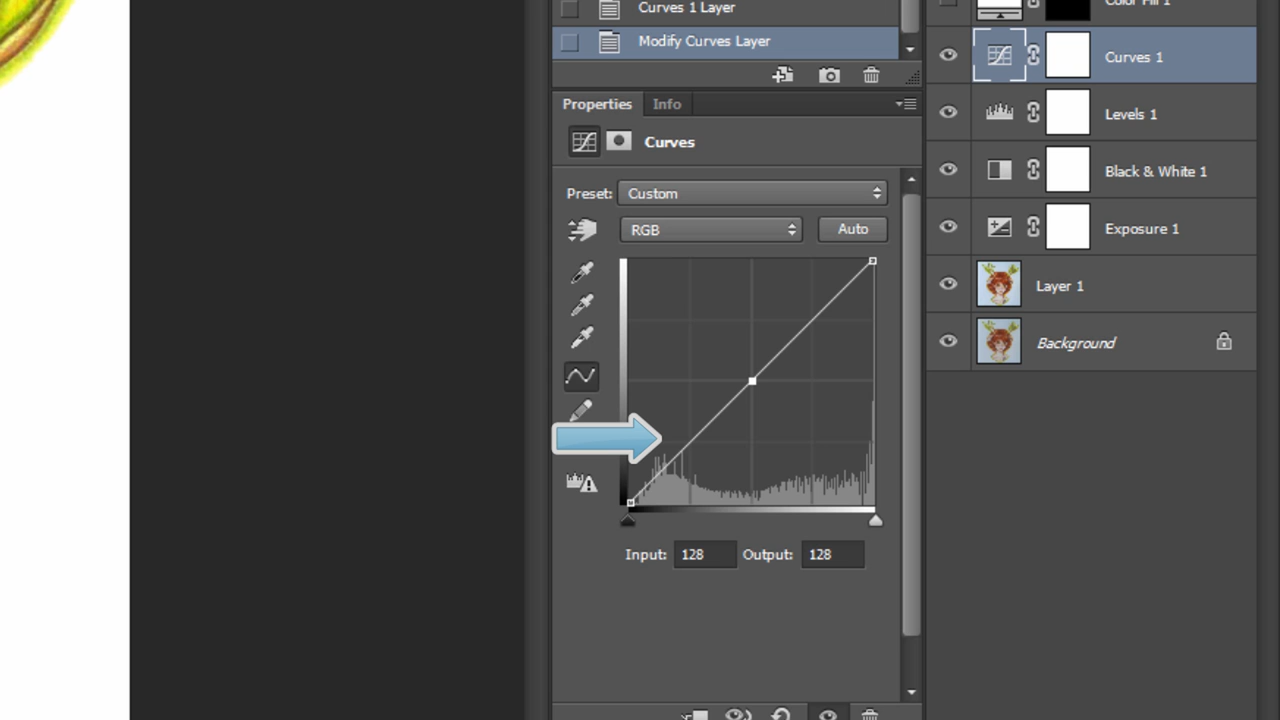 Curves 1 Layer
Modify Curves Layer
Properties Info
Curves
Preset: Custom
RGB Auto
Input: 128 Output: 128
Color Fill 1
Curves 1
Levels 1
Black & White 1
Exposure 1
Layer 1
Background